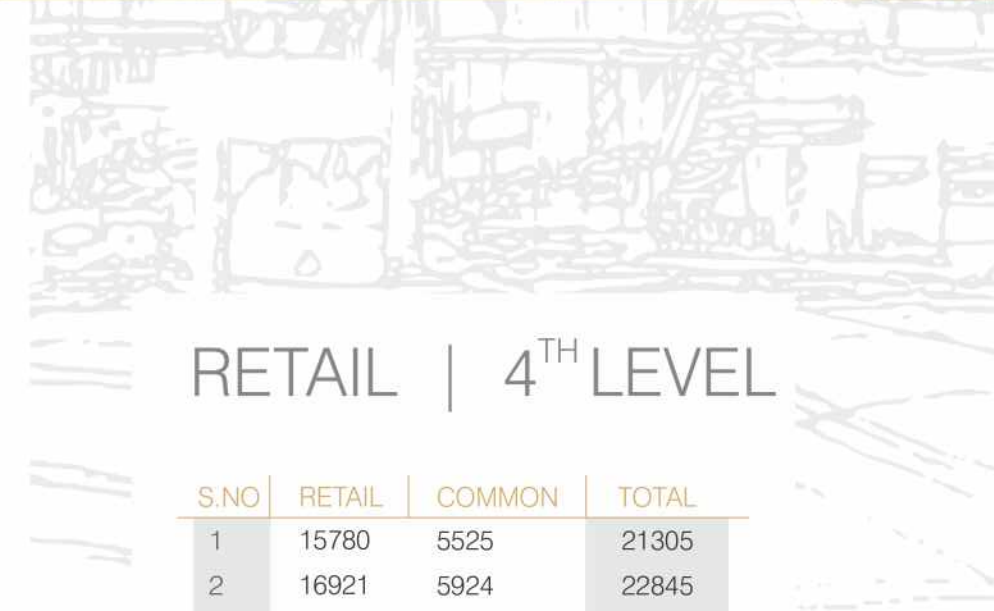 RETAIL | 4TH LEVEL
S.NO RETAIL COMMON TOTAL
1 15780 5525 21305
2 16921 5924 22845